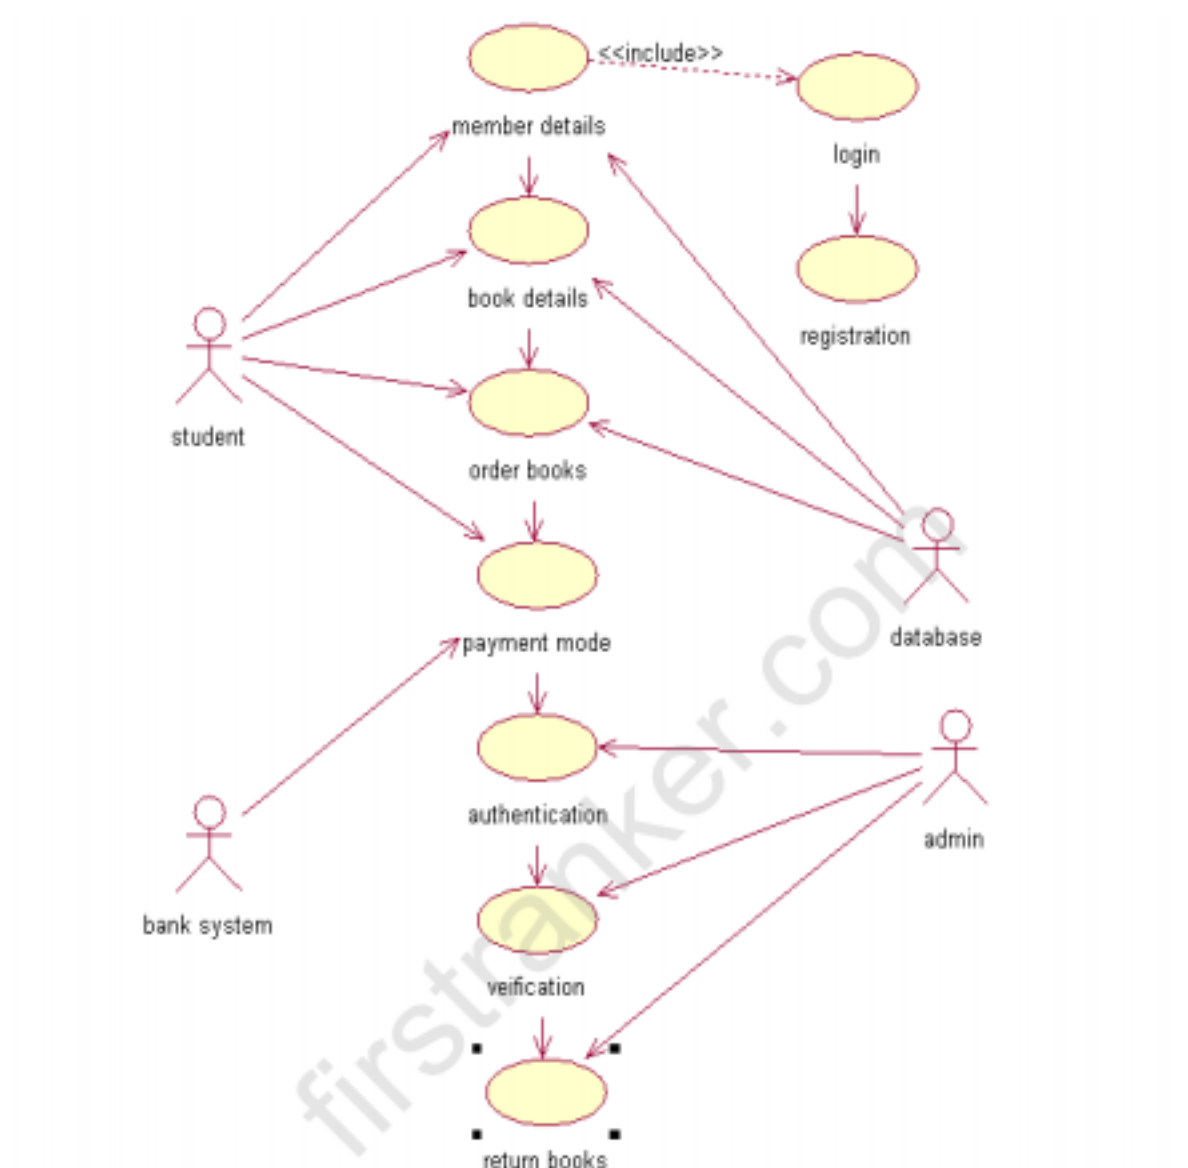 <<include>>
member details
login
book details
registration
student
order books
database
payment mode
authentication
admin
bank system
veification
return books
firstranker.com